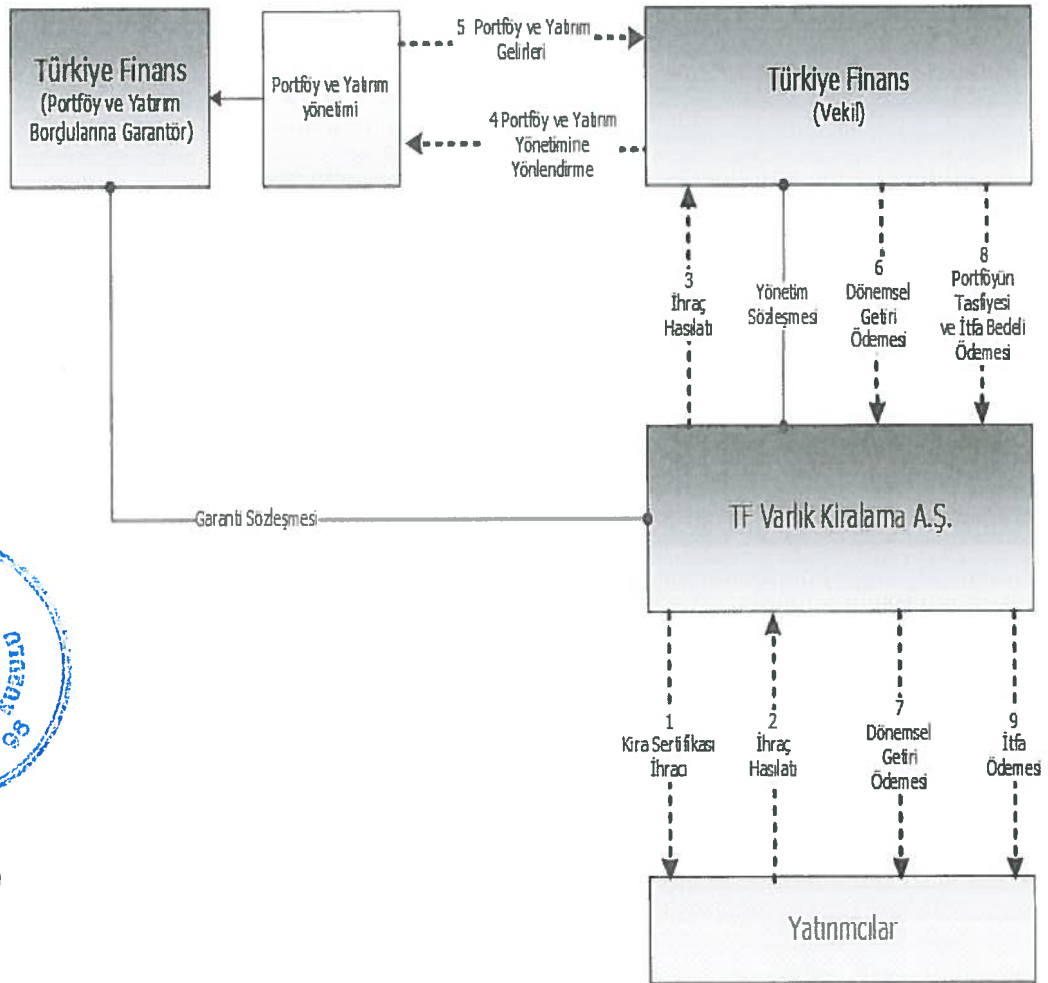 5 Portföy ve Yatırım
Gelirleri
Türkiye Finans
(Portföy ve Yatırım
Borçlularına Garantör)
Portföy ve Yatırım
yönetimi
Türkiye Finans
(Vekil)
4 Portföy ve Yatırım
Yönetimine
Yönlendirme
3
İhraç
Hasılatı
Yönetim
Sözleşmesi
6
Dönemsel
Getiri
Ödemesi
8
Portföyün
Tasfiyesi
ve İtfa Bedeli
Ödemesi
Garanti Sözleşmesi
TF Varlık Kiralama A.Ş.
1
Kira Sertifikası
İhracı
2
İhraç
Hasılatı
7
Dönemsel
Getiri
Ödemesi
9
İtfa
Ödemesi
Yatırımcılar